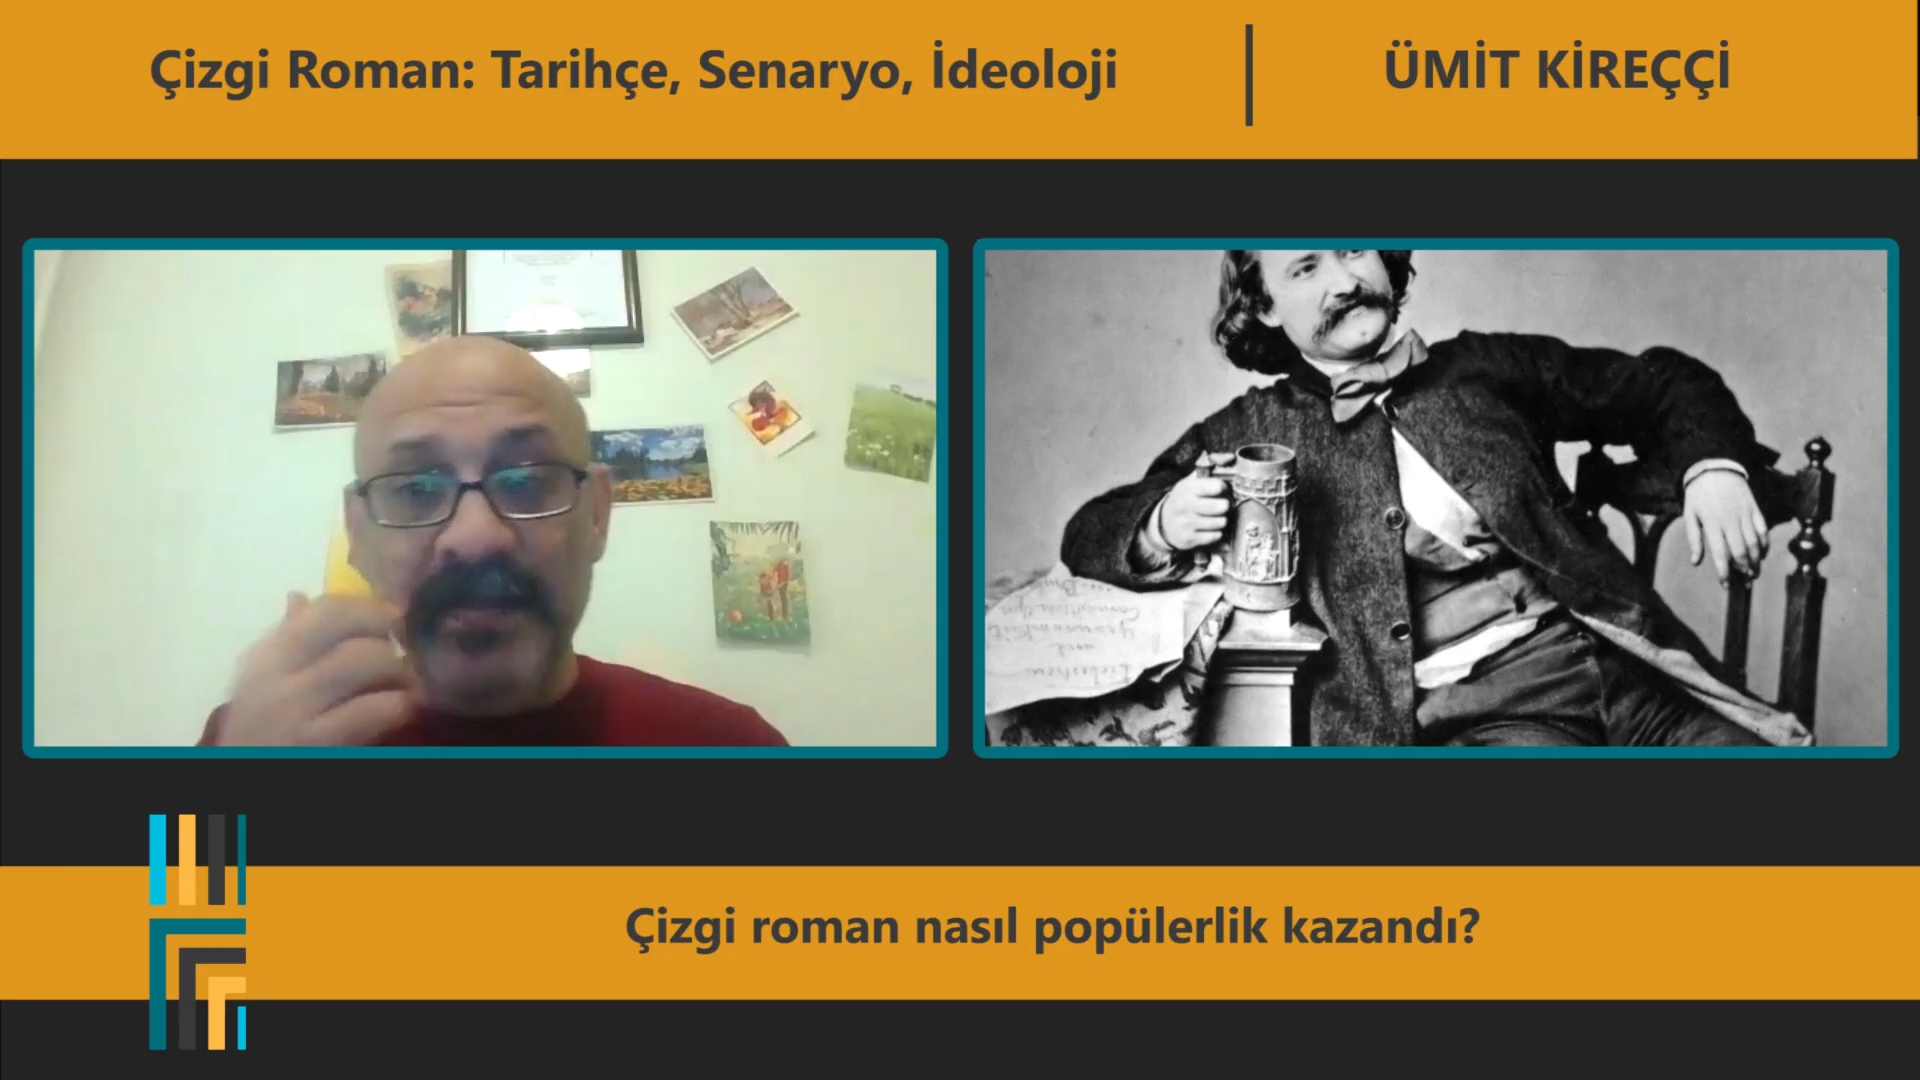 Çizgi Roman: Tarihçe, Senaryo, İdeoloji
ÜMİT KİREÇÇİ
Çizgi roman nasıl popülerlik kazandı?